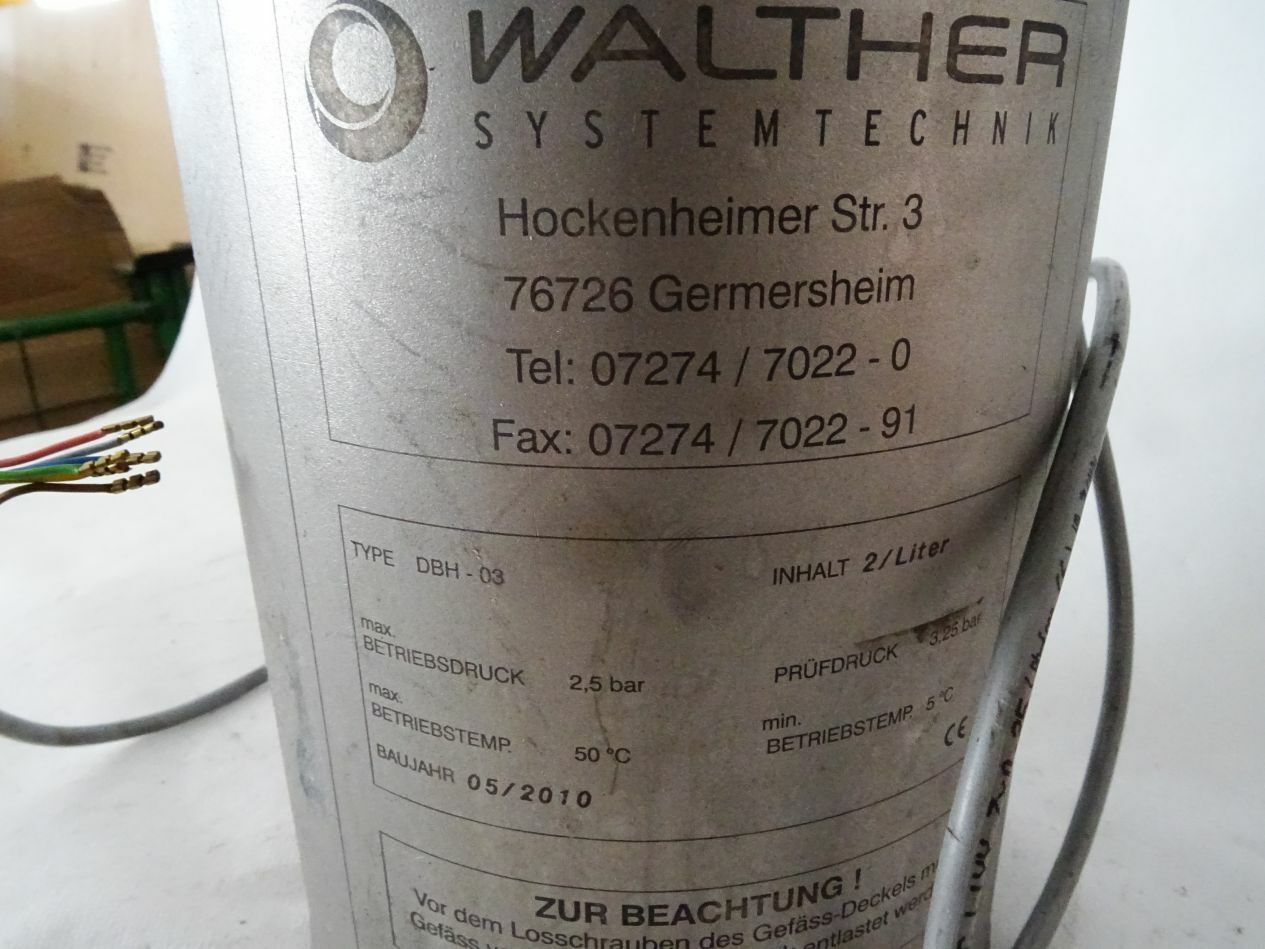 WALTHER
SYSTEMTECHNIK
Hockenheimer Str. 3
76726 Germersheim
Tel: 07274 / 7022 - 0
Fax: 07274 / 7022 - 91
TYPE DBH - 03 INHALT 2/Liter
max.
BETRIEBSDRUCK 2,5 bar PRÜFDRUCK 3,25 bar
max. min.
BETRIEBSTEMP. 50 °C BETRIEBSTEMP. 5 °C
BAUJAHR 05/2010 CE
ZUR BEACHTUNG !
Vor dem Losschrauben des Gefäss-Deckels
Gefäss entlastet